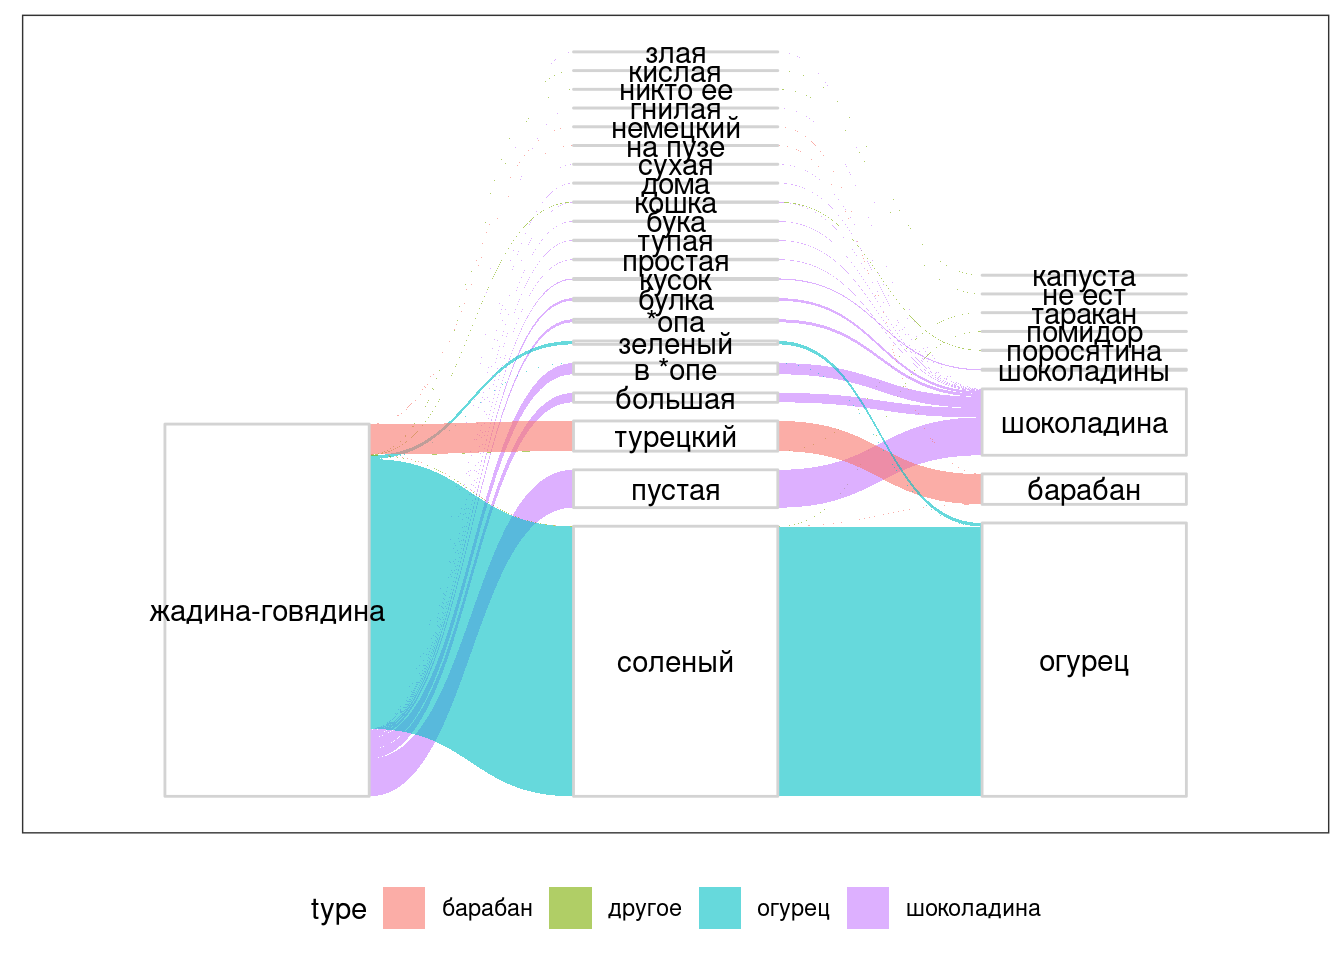 жадина-говядина
злая
кислая
никто ее
гнилая
немецкий
на пузе
сухая
дома
кошка
бука
тупая
простая
кусок
булка
*опа
зеленый
в *опе
большая
турецкий
пустая
соленый
капуста
не ест
таракан
помидор
поросятина
шоколадины
шоколадина
барабан
огурец
type барабан другое огурец шоколадина